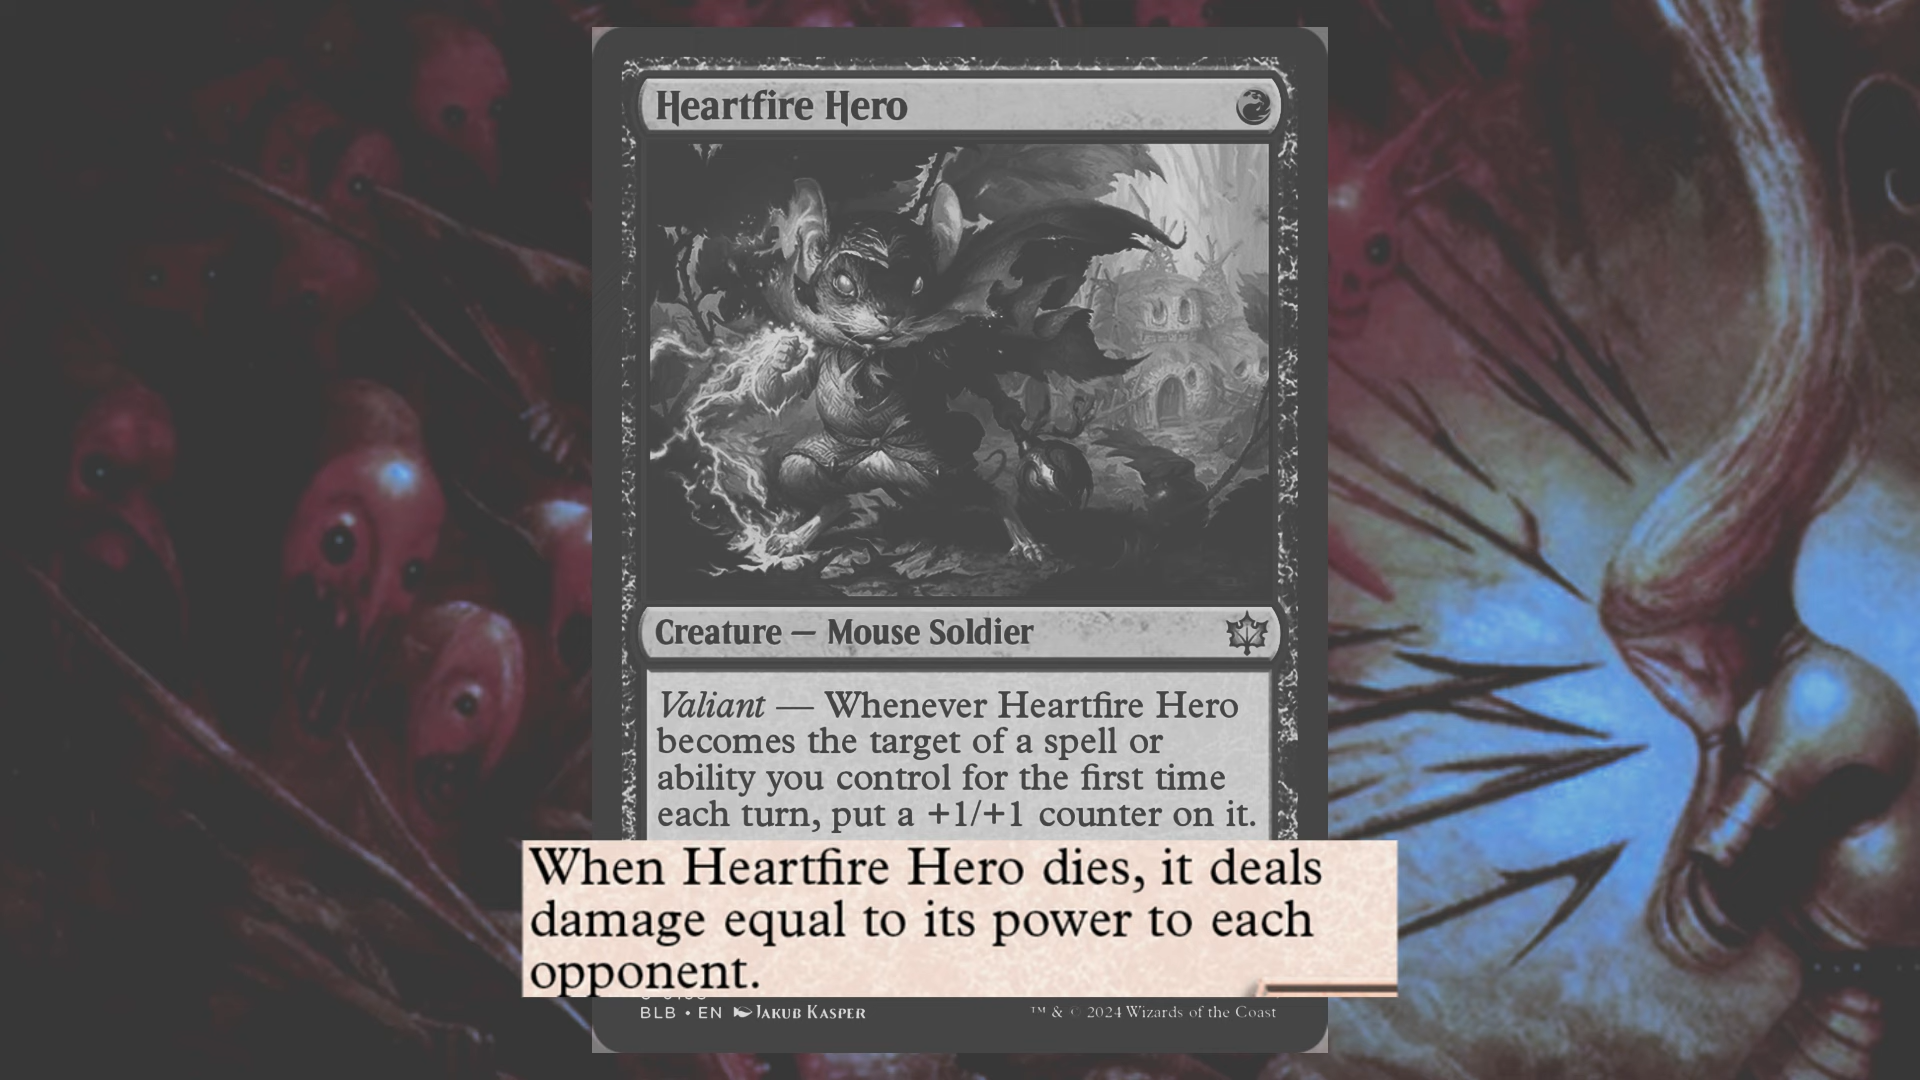 Heartfire Hero
Creature — Mouse Soldier
Valiant — Whenever Heartfire Hero
becomes the target of a spell or
ability you control for the first time
each turn, put a +1/+1 counter on it.
When Heartfire Hero dies, it deals
damage equal to its power to each
opponent.
BLB • EN Jakub Kasper
™ & © 2024 Wizards of the Coast